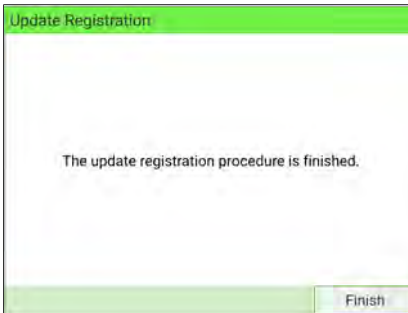 Update Registration
The update registration procedure is finished.
Finish